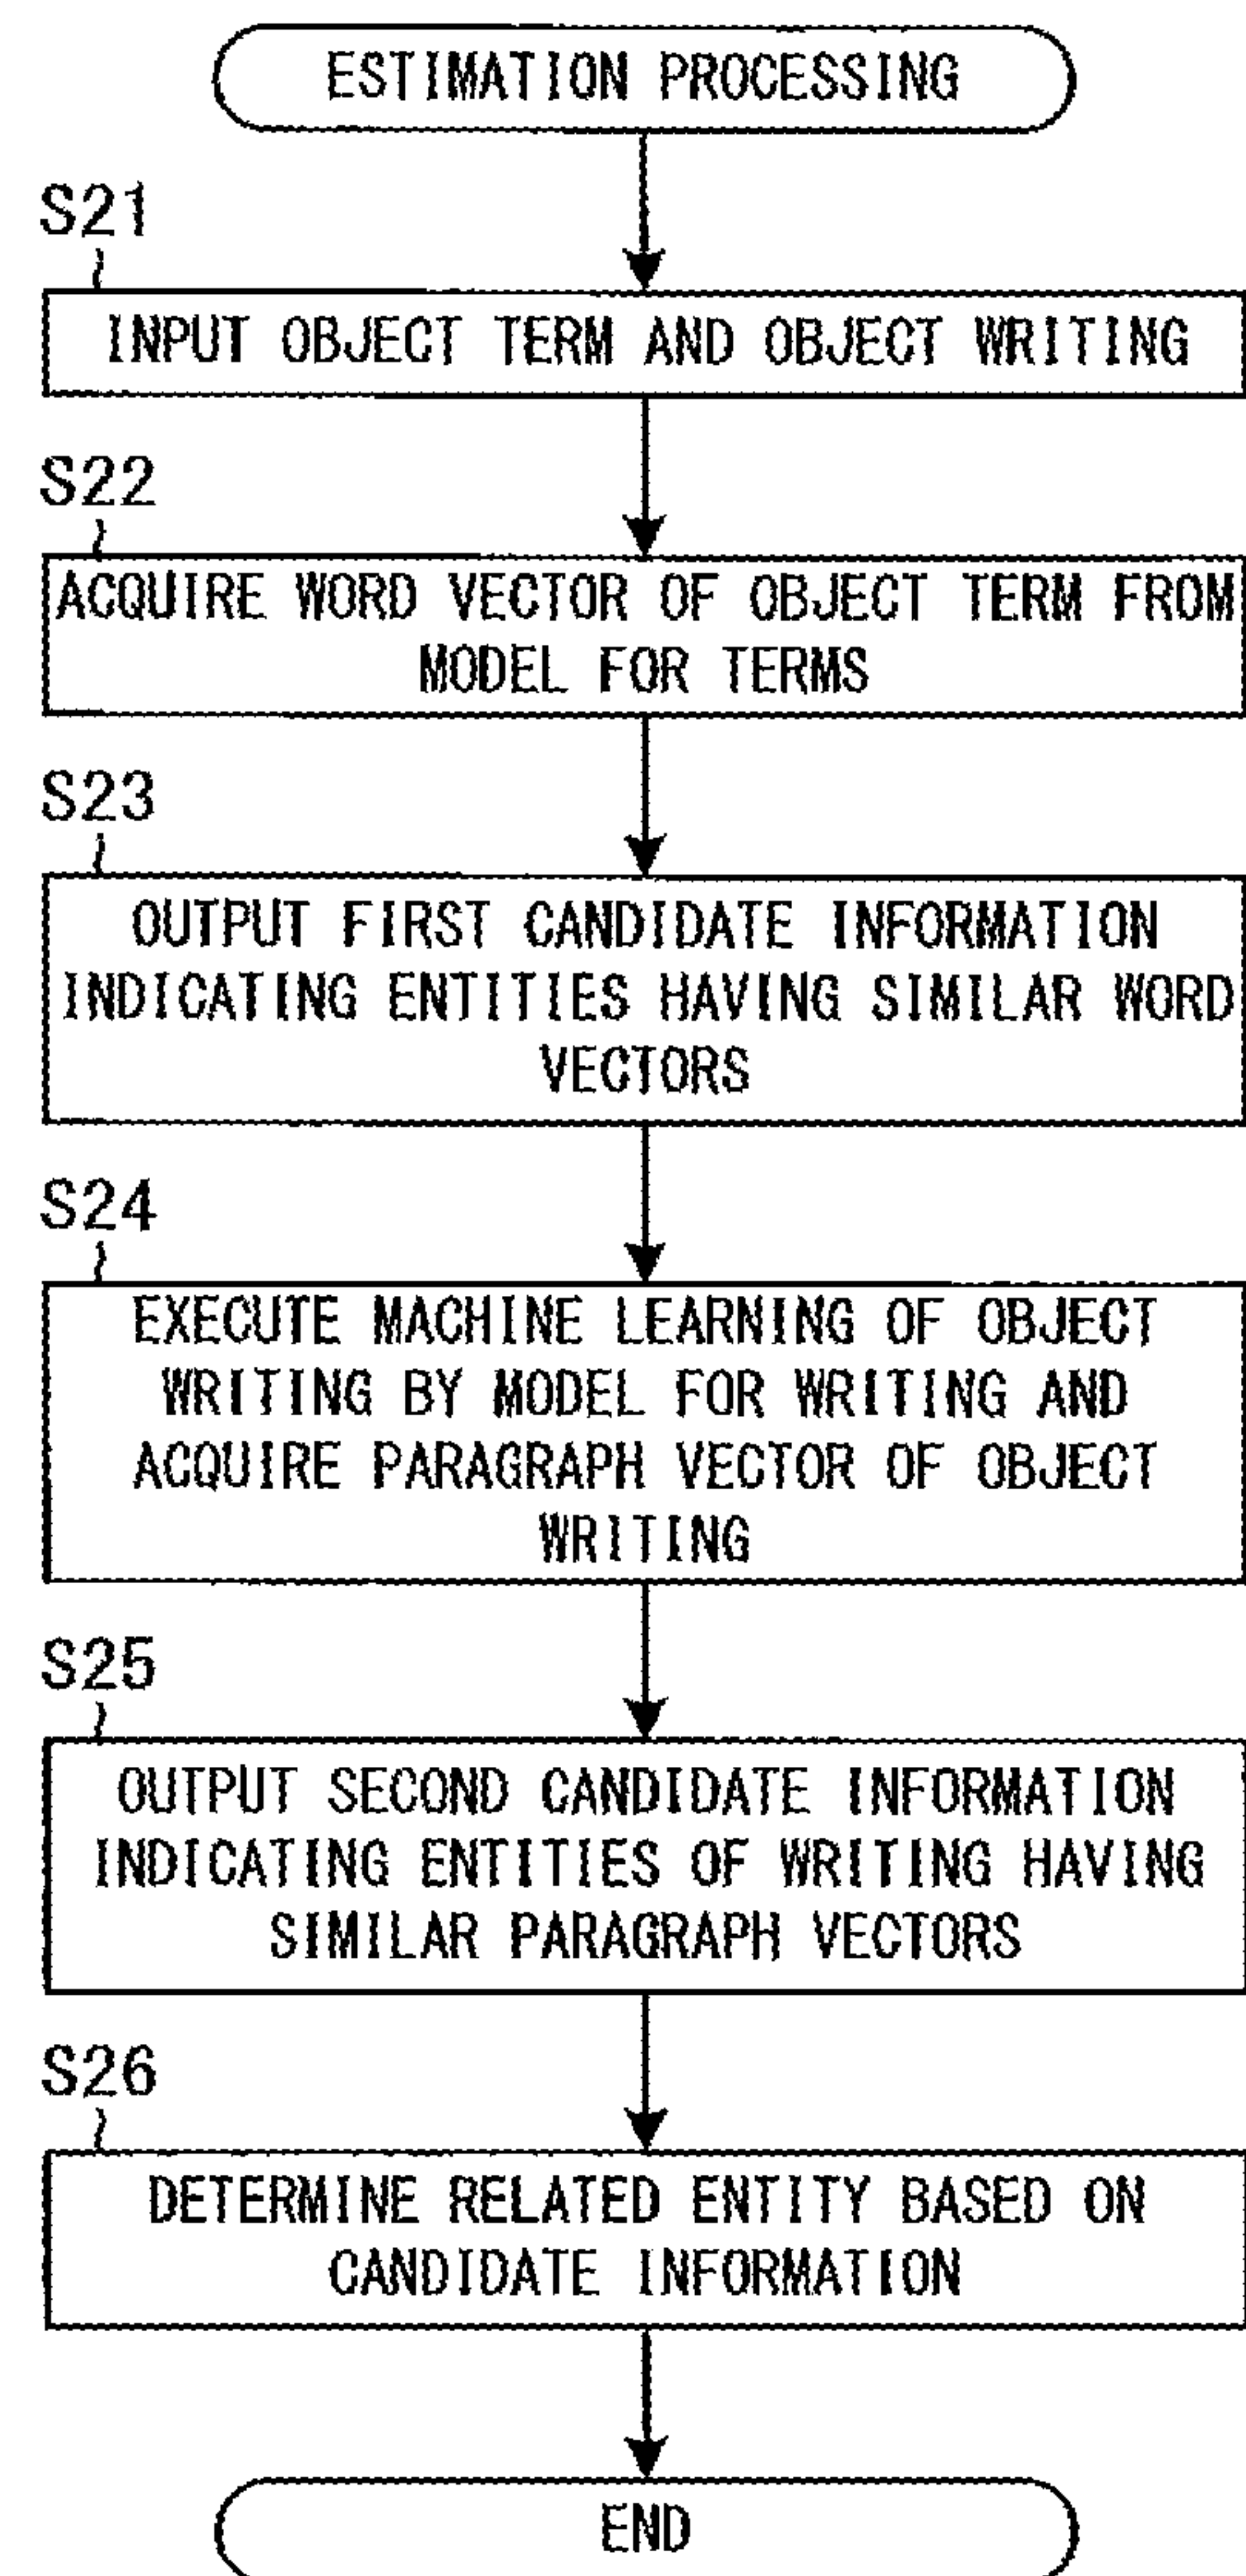 ESTIMATION PROCESSING
S21
INPUT OBJECT TERM AND OBJECT WRITING
S22
ACQUIRE WORD VECTOR OF OBJECT TERM FROM
MODEL FOR TERMS
S23
OUTPUT FIRST CANDIDATE INFORMATION
INDICATING ENTITIES HAVING SIMILAR WORD
VECTORS
S24
EXECUTE MACHINE LEARNING OF OBJECT
WRITING BY MODEL FOR WRITING AND
ACQUIRE PARAGRAPH VECTOR OF OBJECT
WRITING
S25
OUTPUT SECOND CANDIDATE INFORMATION
INDICATING ENTITIES OF WRITING HAVING
SIMILAR PARAGRAPH VECTORS
S26
DETERMINE RELATED ENTITY BASED ON
CANDIDATE INFORMATION
END